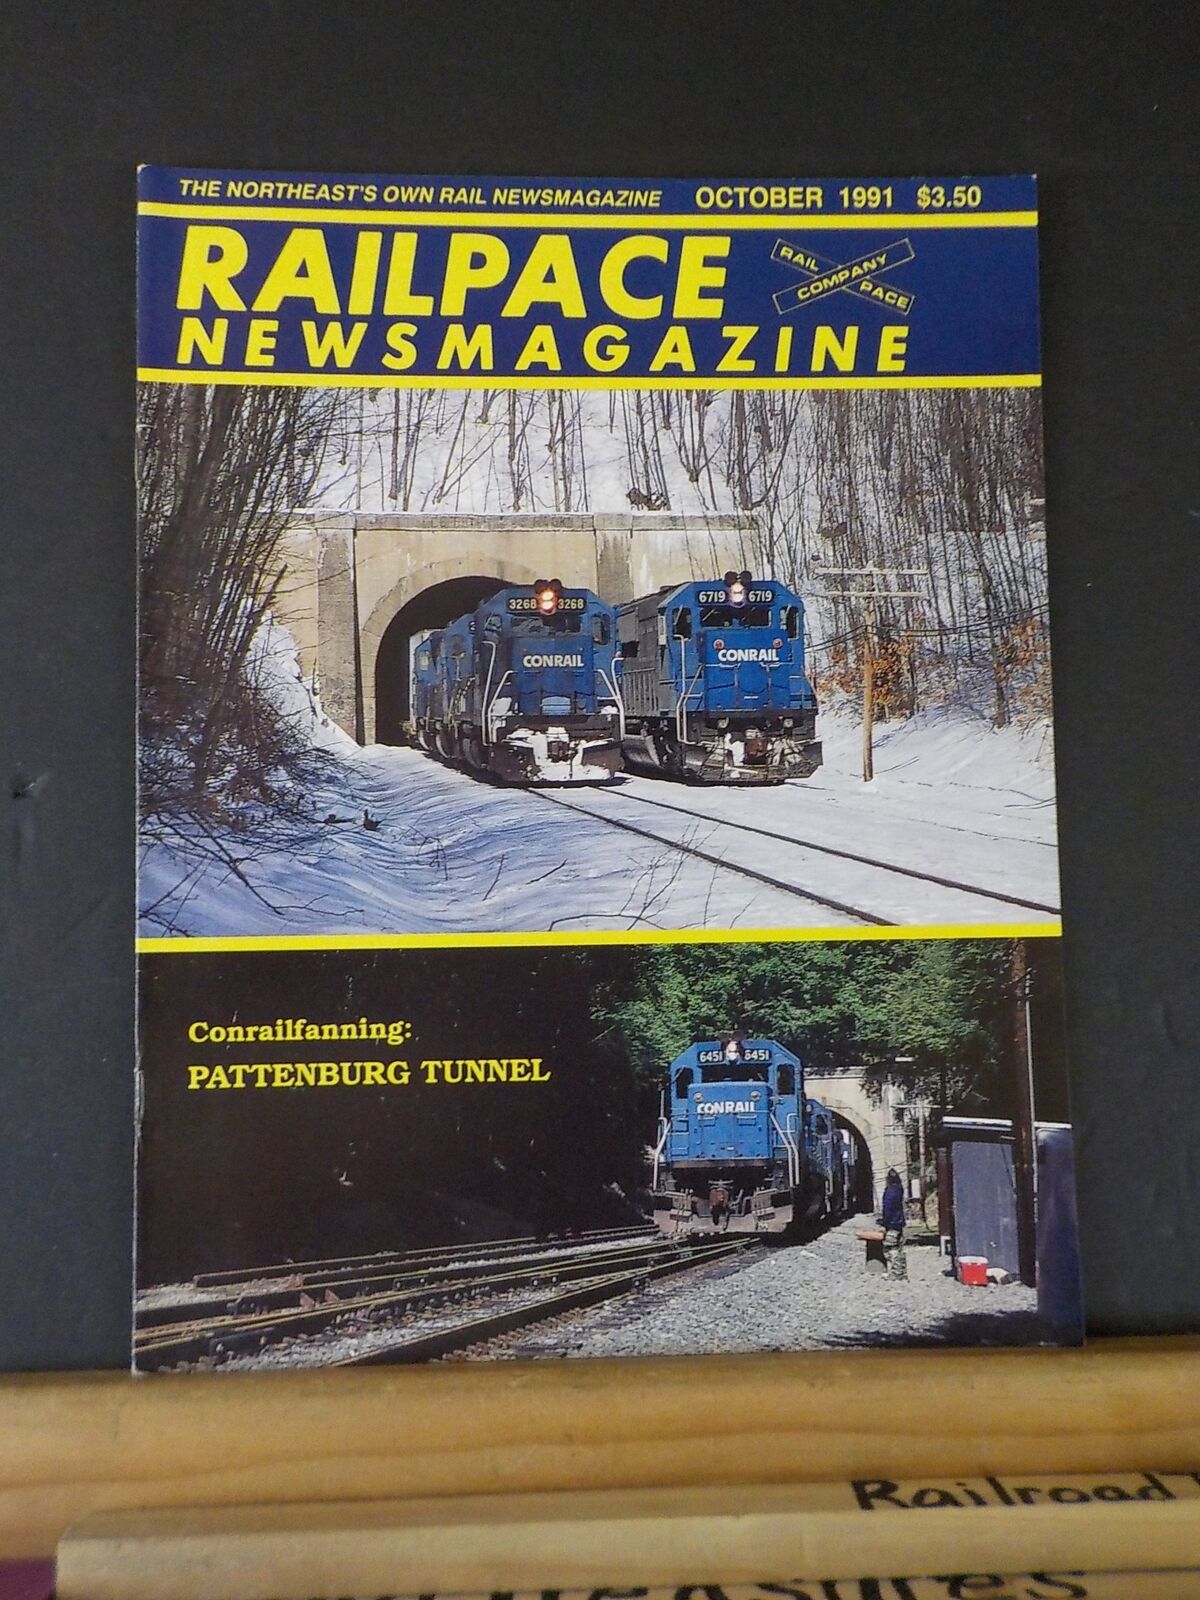 THE NORTHEAST'S OWN RAIL NEWSMAGAZINE OCTOBER 1991 $3.50
RAILPACE
NEWSMAGAZINE
RAIL
COMPANY
PACE
3268 3268
CONRAIL
6719 6719
CONRAIL
Conrailfanning:
PATTENBURG TUNNEL
6451 6451
CONRAIL
Railroad
Treasures